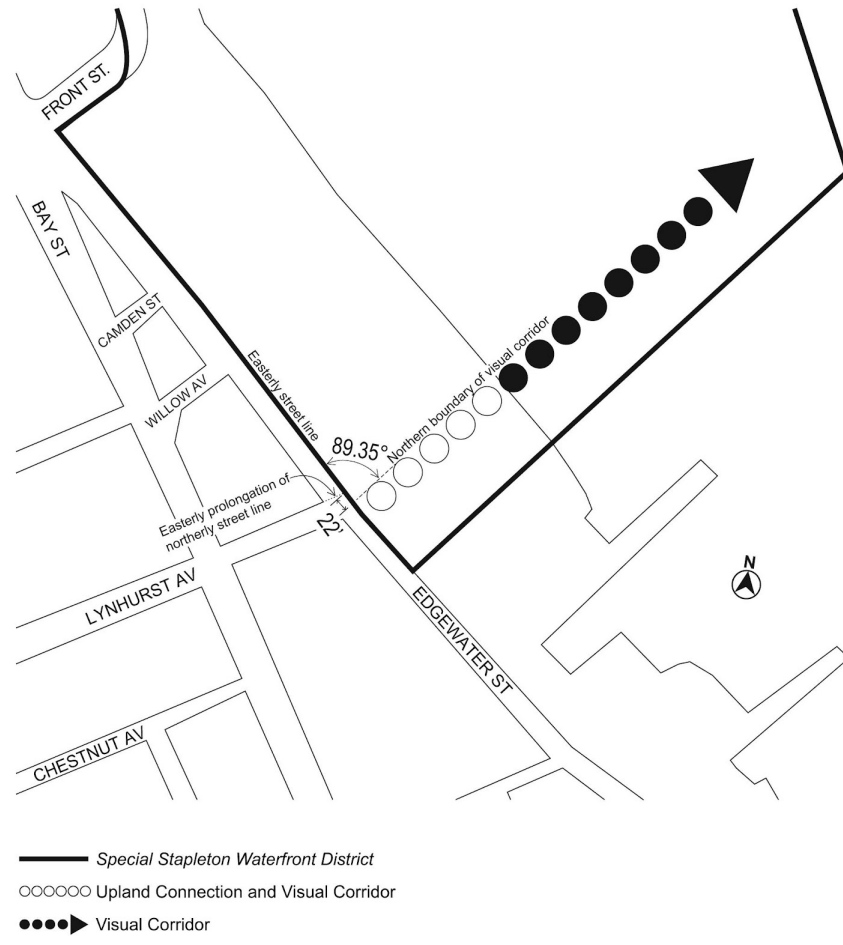 FRONT ST.
BAY ST
CAMDEN ST
WILLOW AV
Easterly street line
Northern boundary of visual corridor
89.35°
Easterly prolongation of
northerly street line
22'
LYNHURST AV
N
EDGEWATER ST
CHESTNUT AV
Special Stapleton Waterfront District
Upland Connection and Visual Corridor
Visual Corridor